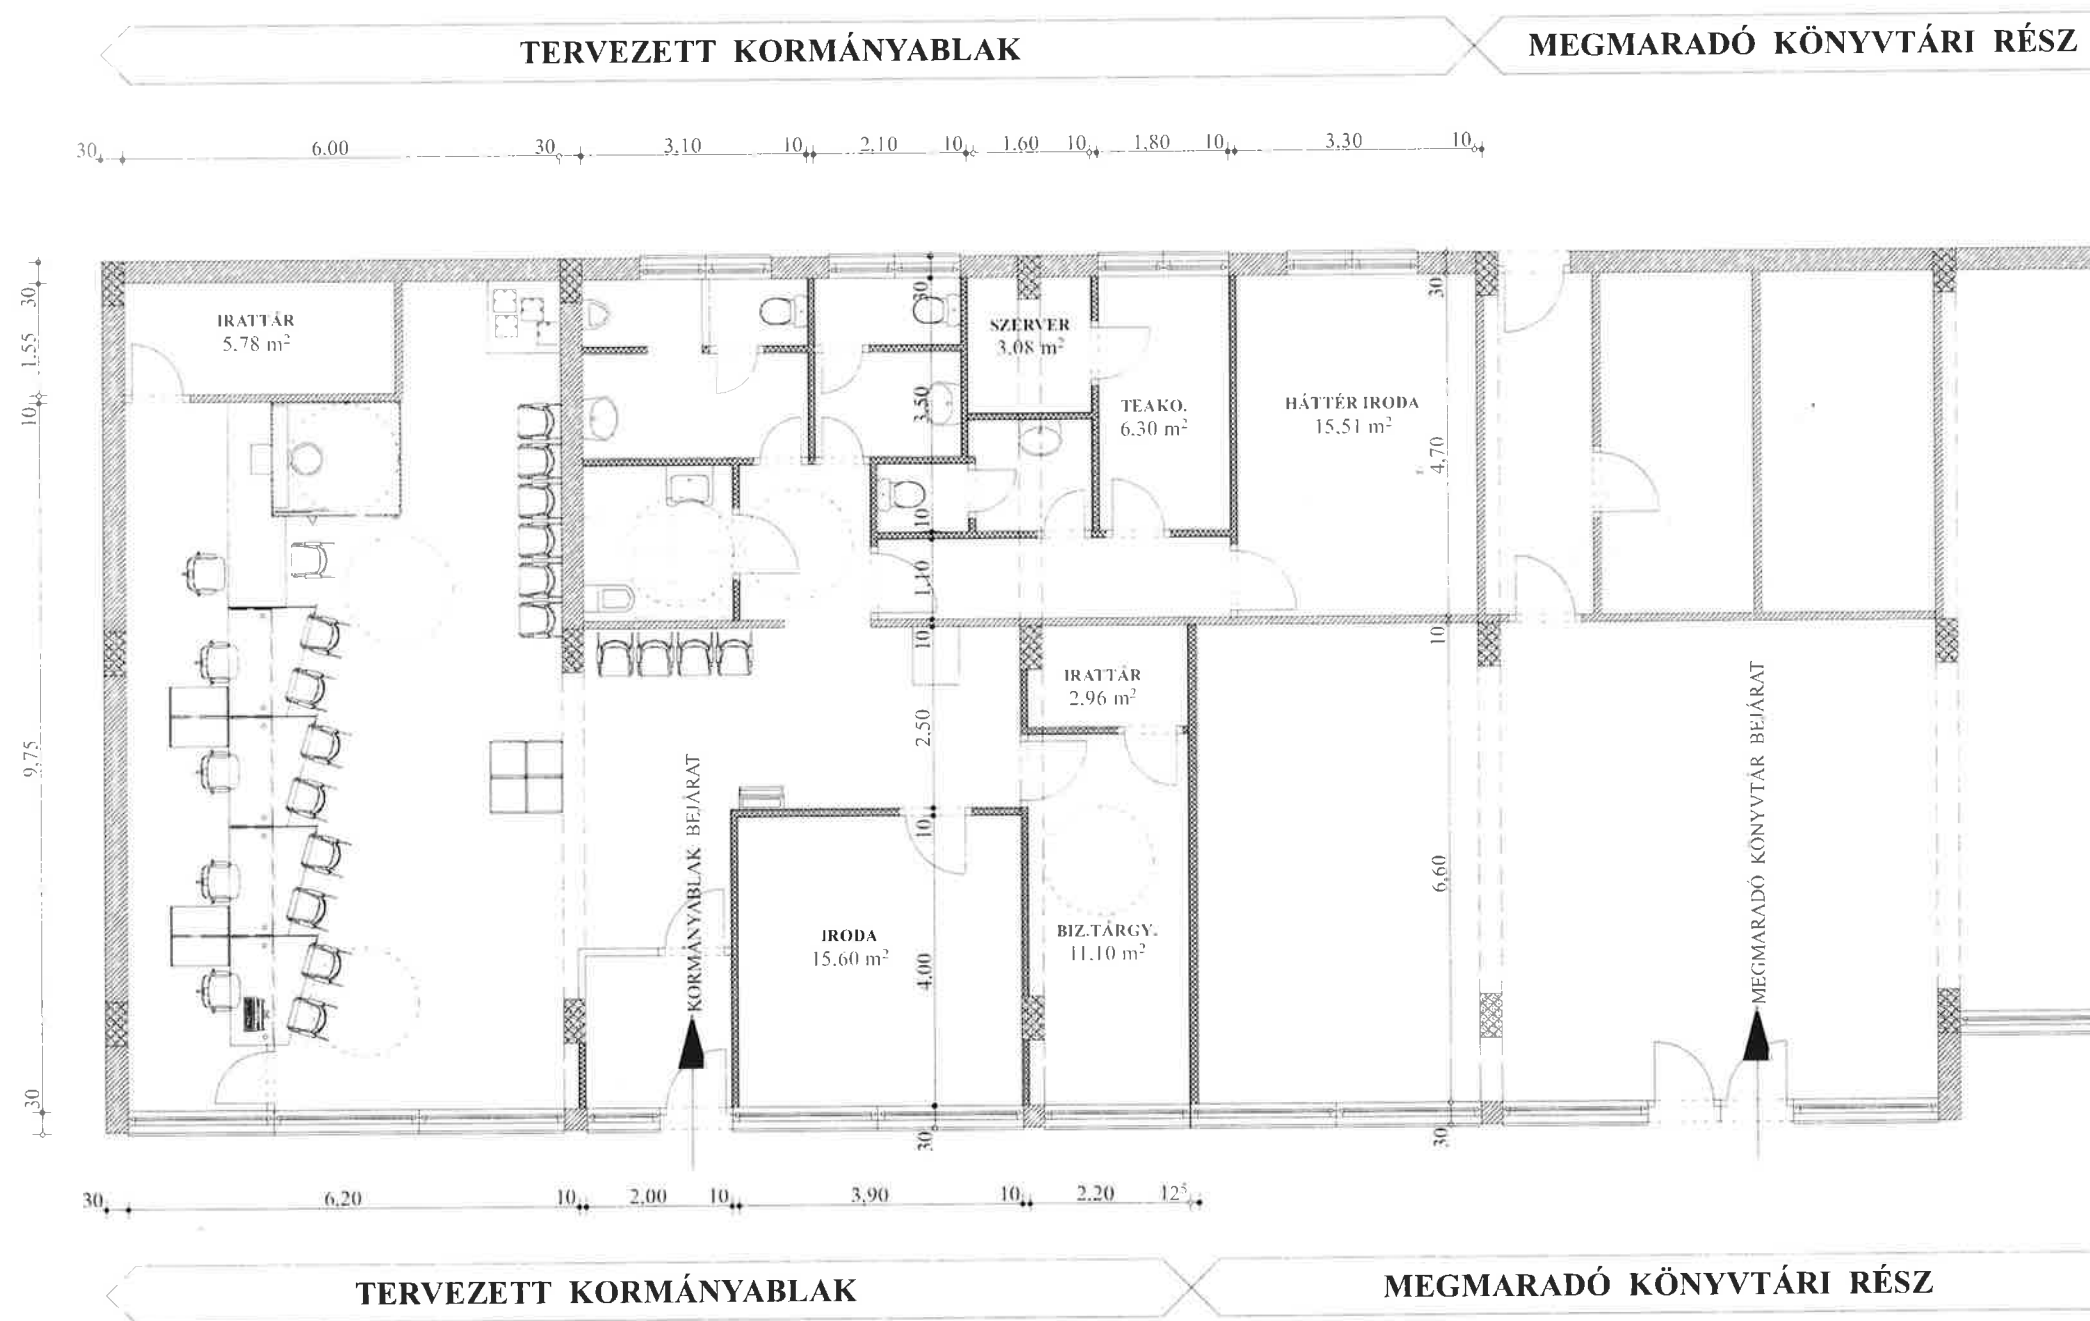 TERVEZETT KORMÁNYABLAK
MEGMARADÓ KÖNYVTÁRI RÉSZ
30 6.00 30 3,10 10 2,10 10 1.60 10 1,80 10 3.30 10
30
1.55
10
9,75
30
IRATTÁR
5.78 m²
SZERVER
3,08 m²
TEAKO.
6.30 m²
HÁTTÉR IRODA
15,51 m²
30
3,50
10
1,10
10
2.50
10
4.00
30
30
4,70
10
6,60
30
IRATTÁR
2.96 m²
IRODA
15.60 m²
BIZ.TÁRGY.
11.10 m²
KORMÁNYABLAK BEJÁRAT
MEGMARADÓ KÖNYVTÁR BEJÁRAT
30 6,20 10 2,00 10 3,90 10 2.20 12⁵
TERVEZETT KORMÁNYABLAK
MEGMARADÓ KÖNYVTÁRI RÉSZ